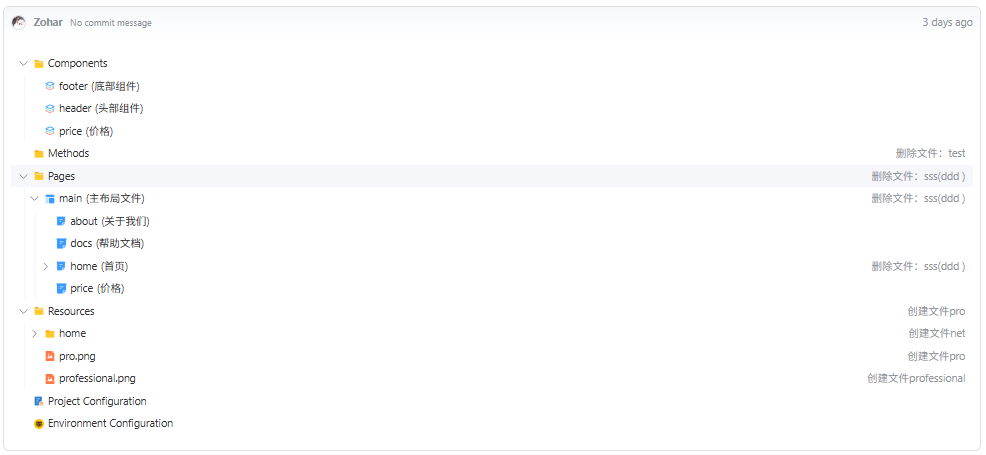 Zohar No commit message 3 days ago
Components
footer (底部组件)
header (头部组件)
price (价格)
Methods 删除文件：test
Pages 删除文件：sss(ddd )
main (主布局文件) 删除文件：sss(ddd )
about (关于我们)
docs (帮助文档)
home (首页) 删除文件：sss(ddd )
price (价格)
Resources 创建文件pro
home 创建文件net
pro.png 创建文件pro
professional.png 创建文件professional
Project Configuration
Environment Configuration